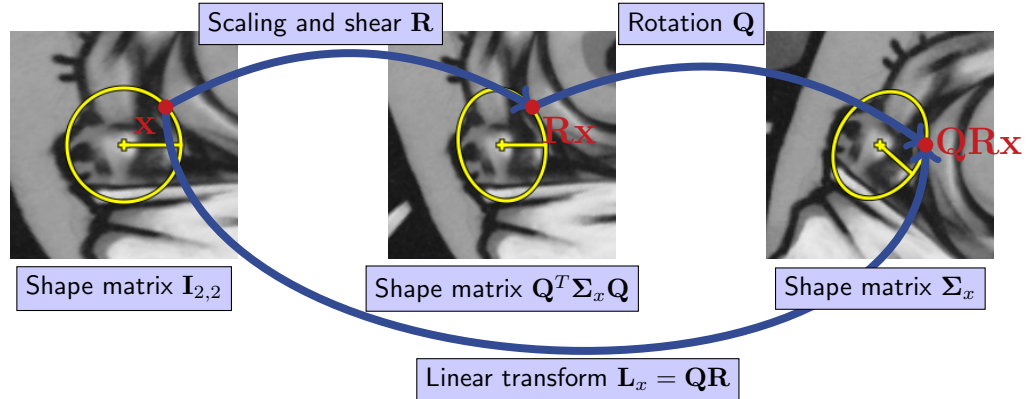 Scaling and shear R
Rotation Q
x
Rx
QRx
Shape matrix I₂,₂
Shape matrix QᵀΣₓQ
Shape matrix Σₓ
Linear transform Lₓ = QR